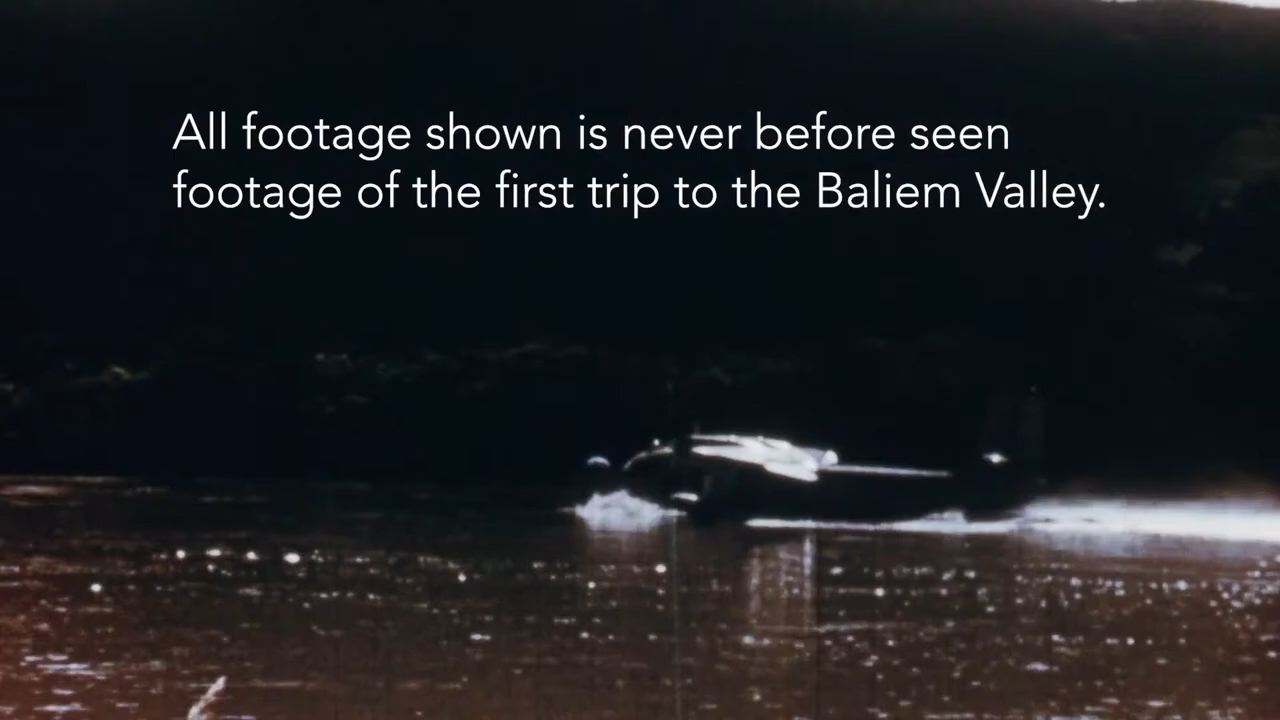 All footage shown is never before seen
footage of the first trip to the Baliem Valley.